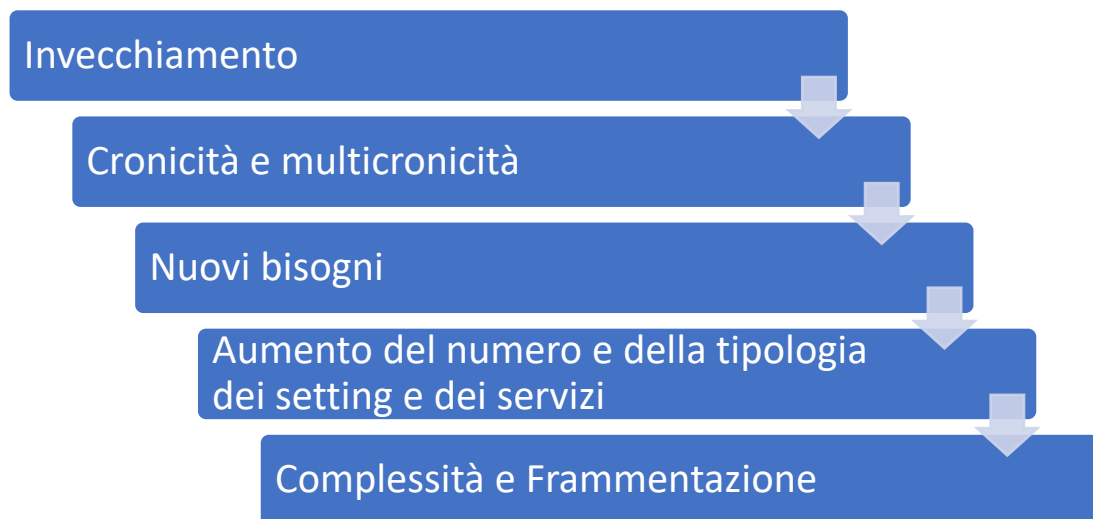 Invecchiamento
Cronicità e multicronicità
Nuovi bisogni
Aumento del numero e della tipologia
dei setting e dei servizi
Complessità e Frammentazione